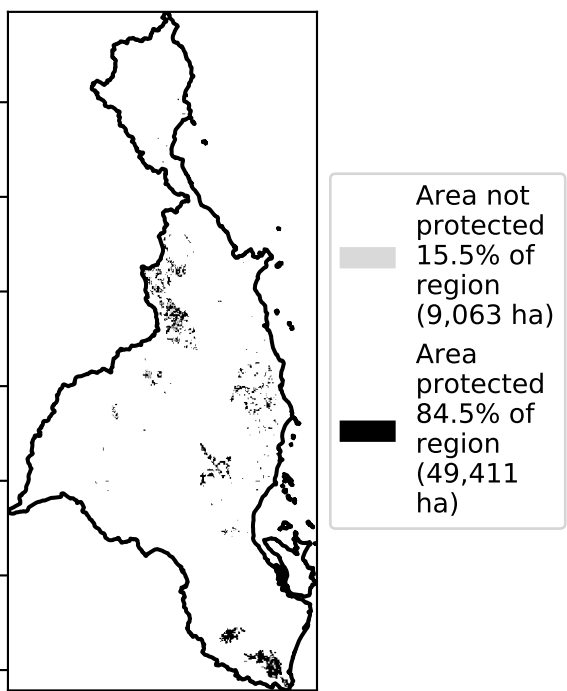 Area not
protected
15.5% of
region
(9,063 ha)
Area
protected
84.5% of
region
(49,411
ha)